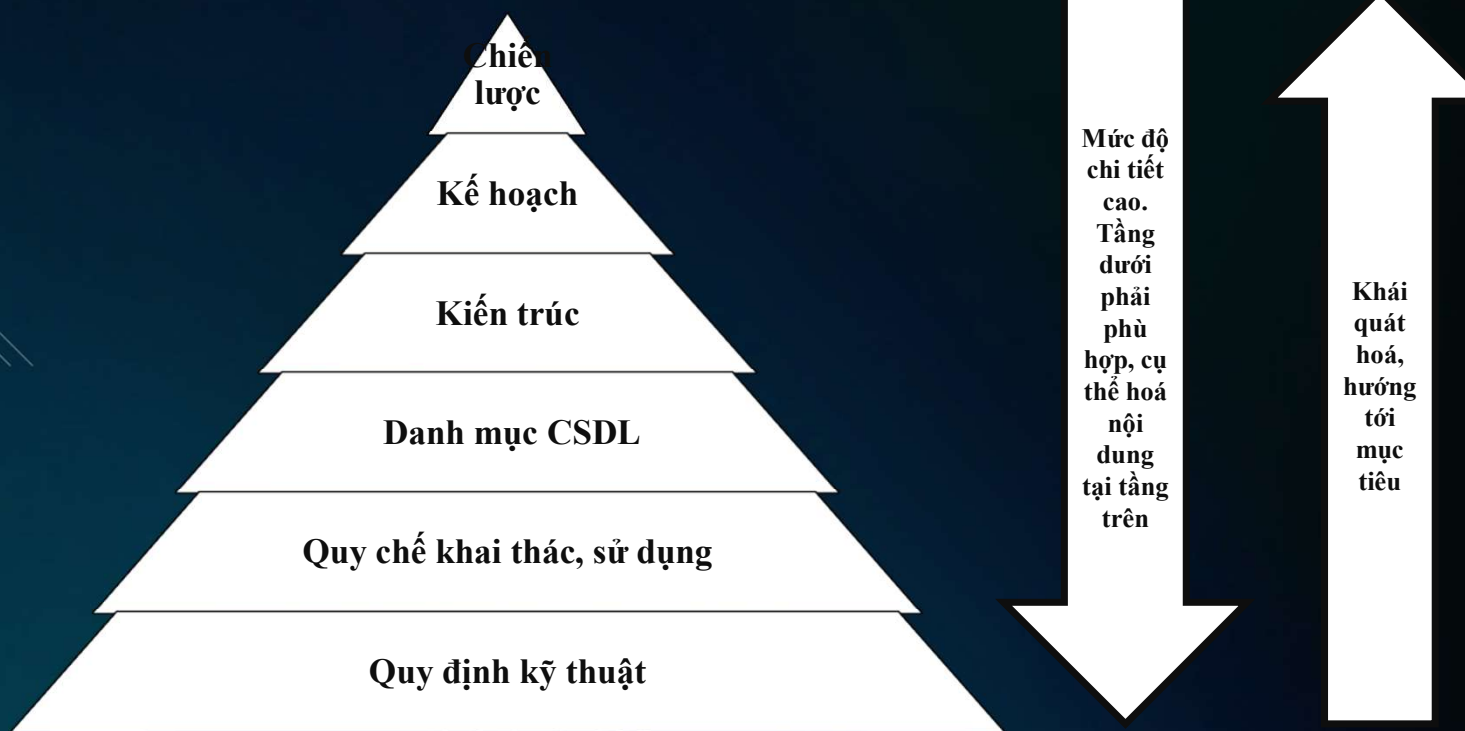 Chiến
lược
Kế hoạch
Kiến trúc
Danh mục CSDL
Quy chế khai thác, sử dụng
Quy định kỹ thuật
Mức độ
chi tiết
cao.
Tầng
dưới
phải
phù
hợp, cụ
thể hoá
nội
dung
tại tầng
trên
Khái
quát
hoá,
hướng
tới
mục
tiêu